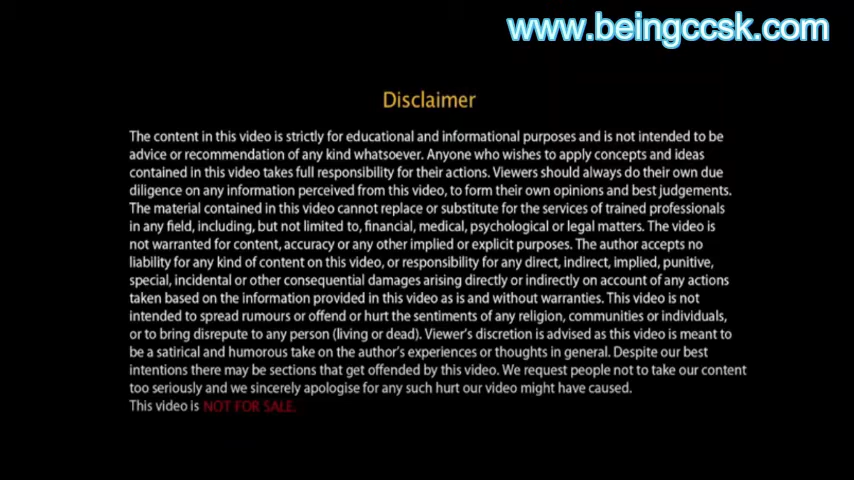 www.beingccsk.com
Disclaimer
The content in this video is strictly for educational and informational purposes and is not intended to be
advice or recommendation of any kind whatsoever. Anyone who wishes to apply concepts and ideas
contained in this video takes full responsibility for their actions. Viewers should always do their own due
diligence on any information perceived from this video, to form their own opinions and best judgements.
The material contained in this video cannot replace or substitute for the services of trained professionals
in any field, including, but not limited to, financial, medical, psychological or legal matters. The video is
not warranted for content, accuracy or any other implied or explicit purposes. The author accepts no
liability for any kind of content on this video, or responsibility for any direct, indirect, implied, punitive,
special, incidental or other consequential damages arising directly or indirectly on account of any actions
taken based on the information provided in this video as is and without warranties. This video is not
intended to spread rumours or offend or hurt the sentiments of any religion, communities or individuals,
or to bring disrepute to any person (living or dead). Viewer's discretion is advised as this video is meant to
be a satirical and humorous take on the author's experiences or thoughts in general. Despite our best
intentions there may be sections that get offended by this video. We request people not to take our content
too seriously and we sincerely apologise for any such hurt our video might have caused.
This video is NOT FOR SALE.